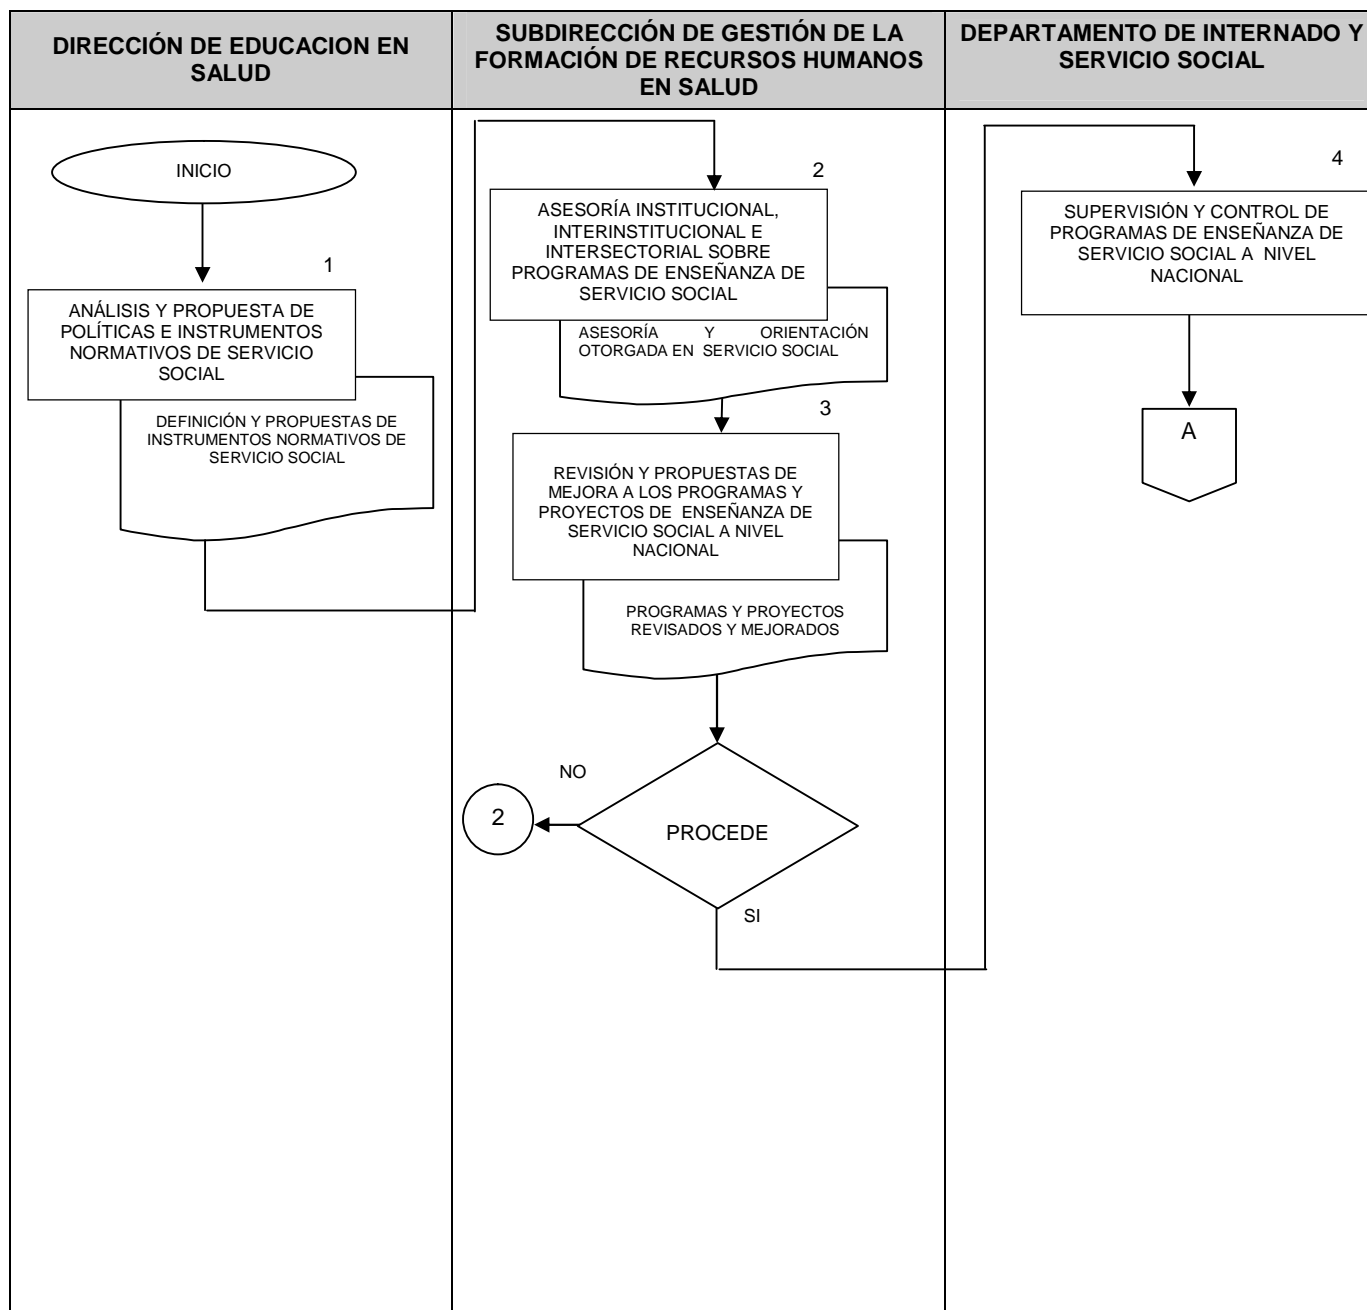 DIRECCIÓN DE EDUCACION EN
SALUD
SUBDIRECCIÓN DE GESTIÓN DE LA
FORMACIÓN DE RECURSOS HUMANOS
EN SALUD
DEPARTAMENTO DE INTERNADO Y
SERVICIO SOCIAL
INICIO
1
ANÁLISIS Y PROPUESTA DE
POLÍTICAS E INSTRUMENTOS
NORMATIVOS DE SERVICIO
SOCIAL
DEFINICIÓN Y PROPUESTAS DE
INSTRUMENTOS NORMATIVOS DE
SERVICIO SOCIAL
2
ASESORÍA INSTITUCIONAL,
INTERINSTITUCIONAL E
INTERSECTORIAL SOBRE
PROGRAMAS DE ENSEÑANZA DE
SERVICIO SOCIAL
ASESORÍA Y ORIENTACIÓN
OTORGADA EN SERVICIO SOCIAL
3
REVISIÓN Y PROPUESTAS DE
MEJORA A LOS PROGRAMAS Y
PROYECTOS DE ENSEÑANZA DE
SERVICIO SOCIAL A NIVEL
NACIONAL
PROGRAMAS Y PROYECTOS
REVISADOS Y MEJORADOS
NO
2
PROCEDE
SI
4
SUPERVISIÓN Y CONTROL DE
PROGRAMAS DE ENSEÑANZA DE
SERVICIO SOCIAL A NIVEL
NACIONAL
A